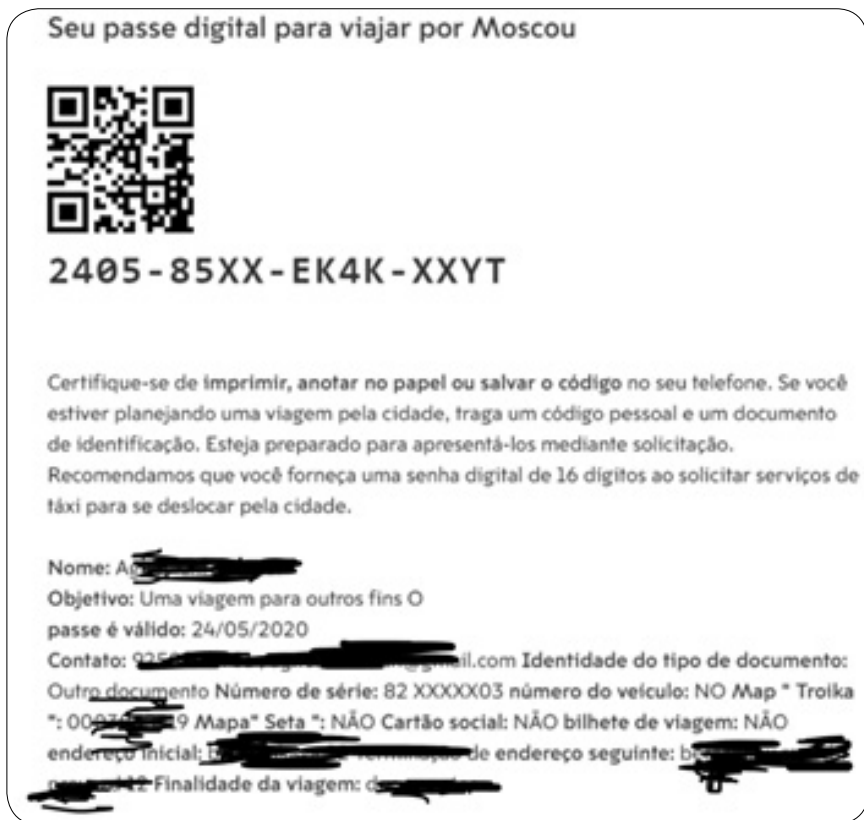 Seu passe digital para viajar por Moscou
2405-85XX-EK4K-XXYT
Certifique-se de imprimir, anotar no papel ou salvar o código no seu telefone. Se você
estiver planejando uma viagem pela cidade, traga um código pessoal e um documento
de identificação. Esteja preparado para apresentá-los mediante solicitação.
Recomendamos que você forneça uma senha digital de 16 dígitos ao solicitar serviços de
táxi para se deslocar pela cidade.
Nome:
Objetivo: Uma viagem para outros fins O
passe é válido: 24/05/2020
Contato: Identidade do tipo de documento:
Outro documento Número de série: 82 XXXXX03 número do veículo: NO Map " Troika
": Mapa" Seta ": NÃO Cartão social: NÃO bilhete de viagem: NÃO
endereço inicial: de endereço seguinte:
Finalidade da viagem: